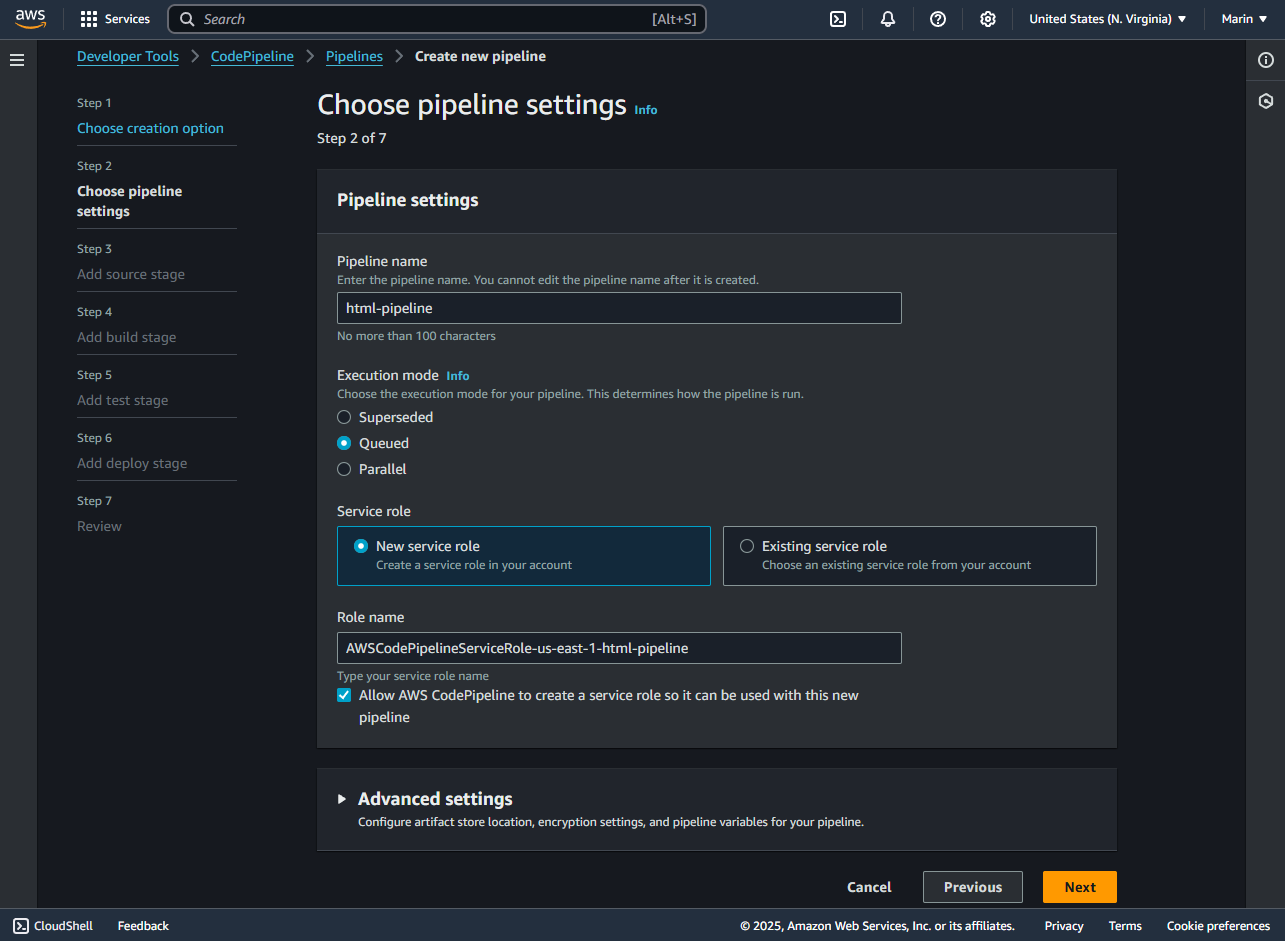 aws
Services
Search
[Alt+S]
United States (N. Virginia)
Marin
Developer Tools
CodePipeline
Pipelines
Create new pipeline
Step 1
Choose creation option
Step 2
Choose pipeline
settings
Step 3
Add source stage
Step 4
Add build stage
Step 5
Add test stage
Step 6
Add deploy stage
Step 7
Review
Choose pipeline settings Info
Step 2 of 7
Pipeline settings
Pipeline name
Enter the pipeline name. You cannot edit the pipeline name after it is created.
html-pipeline
No more than 100 characters
Execution mode Info
Choose the execution mode for your pipeline. This determines how the pipeline is run.
Superseded
Queued
Parallel
Service role
New service role
Create a service role in your account
Existing service role
Choose an existing service role from your account
Role name
AWSCodePipelineServiceRole-us-east-1-html-pipeline
Type your service role name
Allow AWS CodePipeline to create a service role so it can be used with this new
pipeline
Advanced settings
Configure artifact store location, encryption settings, and pipeline variables for your pipeline.
Cancel
Previous
Next
CloudShell
Feedback
© 2025, Amazon Web Services, Inc. or its affiliates.
Privacy
Terms
Cookie preferences